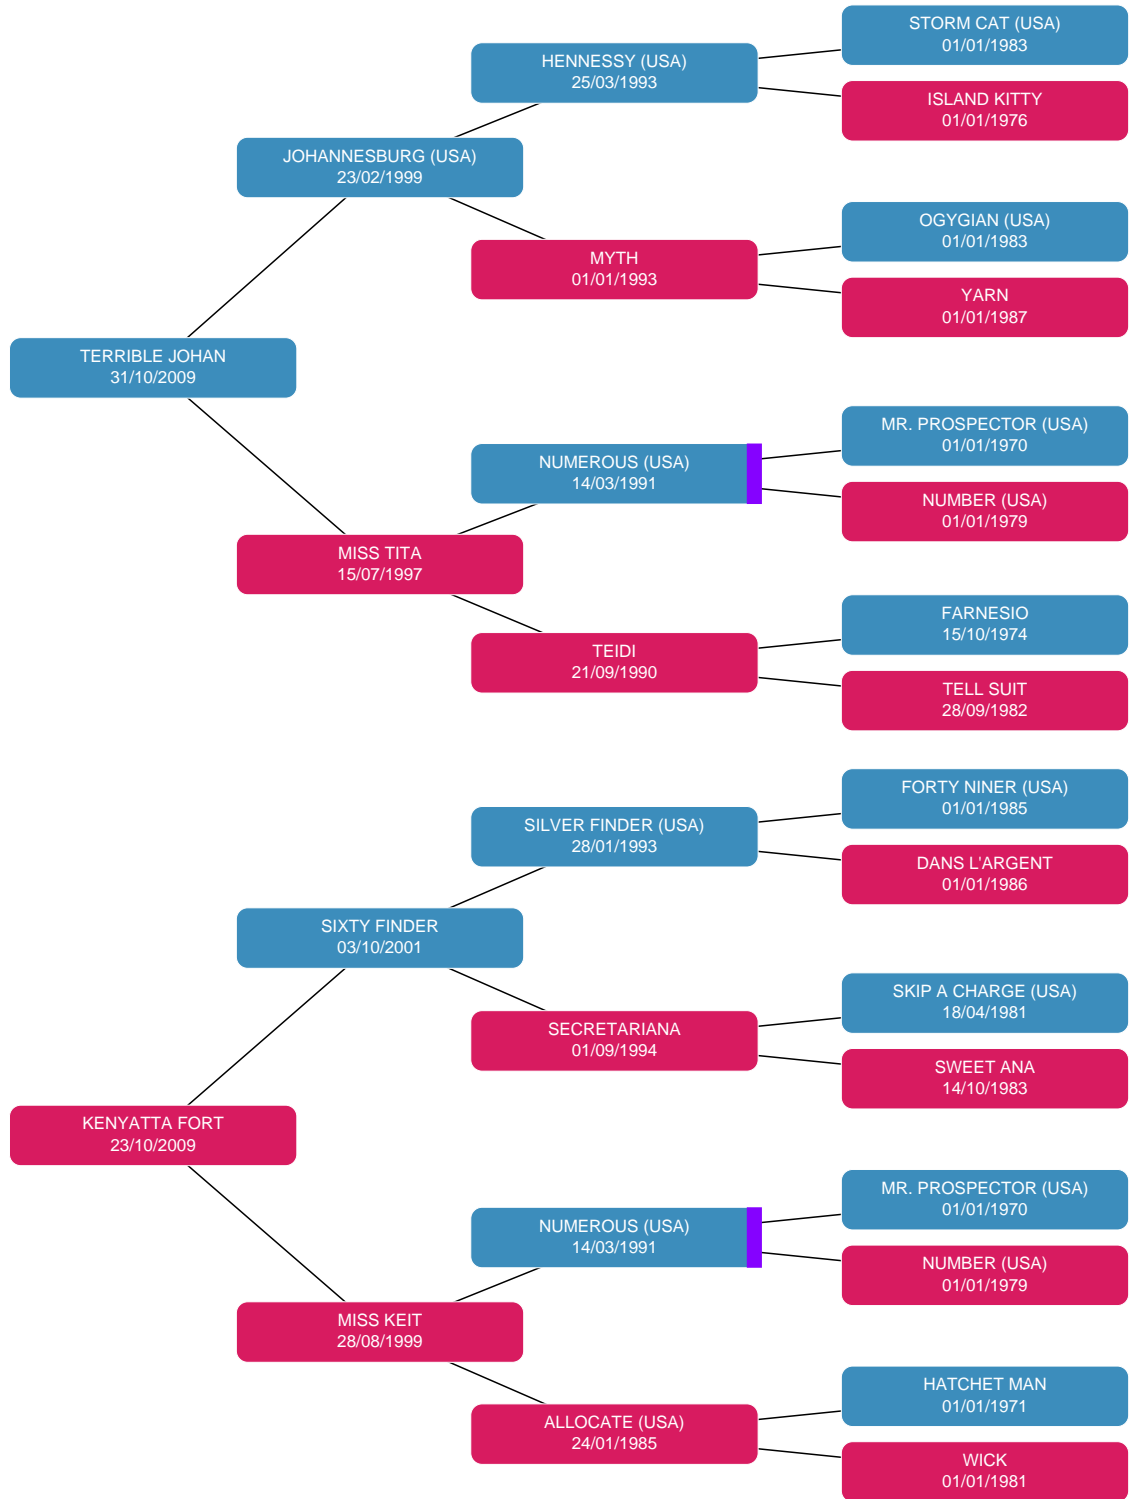 STORM CAT (USA)
01/01/1983
HENNESSY (USA)
25/03/1993
ISLAND KITTY
01/01/1976
JOHANNESBURG (USA)
23/02/1999
OGYGIAN (USA)
01/01/1983
MYTH
01/01/1993
YARN
01/01/1987
TERRIBLE JOHAN
31/10/2009
MR. PROSPECTOR (USA)
01/01/1970
NUMEROUS (USA)
14/03/1991
NUMBER (USA)
01/01/1979
MISS TITA
15/07/1997
FARNESIO
15/10/1974
TEIDI
21/09/1990
TELL SUIT
28/09/1982
FORTY NINER (USA)
01/01/1985
SILVER FINDER (USA)
28/01/1993
DANS L'ARGENT
01/01/1986
SIXTY FINDER
03/10/2001
SKIP A CHARGE (USA)
18/04/1981
SECRETARIANA
01/09/1994
SWEET ANA
14/10/1983
KENYATTA FORT
23/10/2009
MR. PROSPECTOR (USA)
01/01/1970
NUMEROUS (USA)
14/03/1991
NUMBER (USA)
01/01/1979
MISS KEIT
28/08/1999
HATCHET MAN
01/01/1971
ALLOCATE (USA)
24/01/1985
WICK
01/01/1981